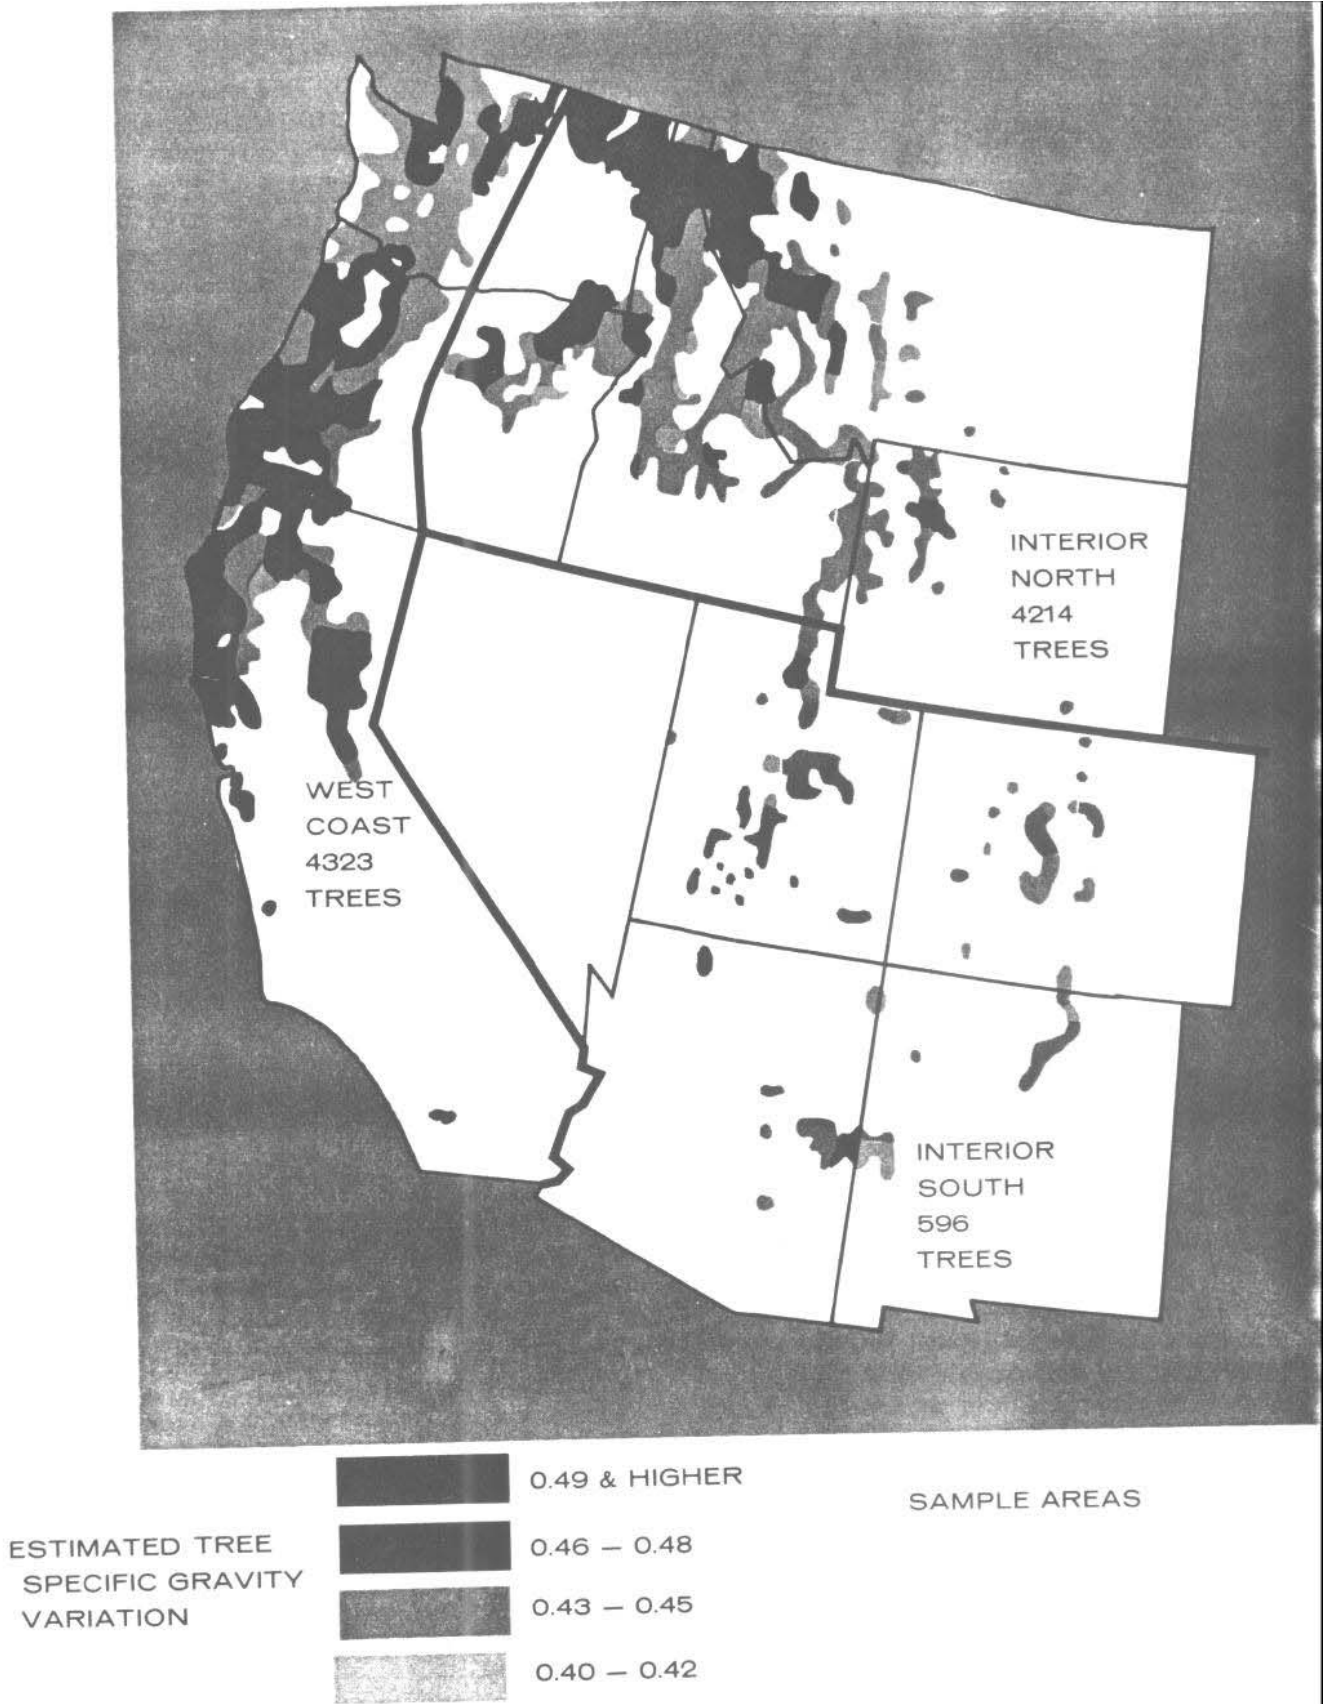 INTERIOR
NORTH
4214
TREES
WEST
COAST
4323
TREES
INTERIOR
SOUTH
596
TREES
0.49 & HIGHER
SAMPLE AREAS
ESTIMATED TREE
SPECIFIC GRAVITY
VARIATION
0.46 – 0.48
0.43 – 0.45
0.40 – 0.42